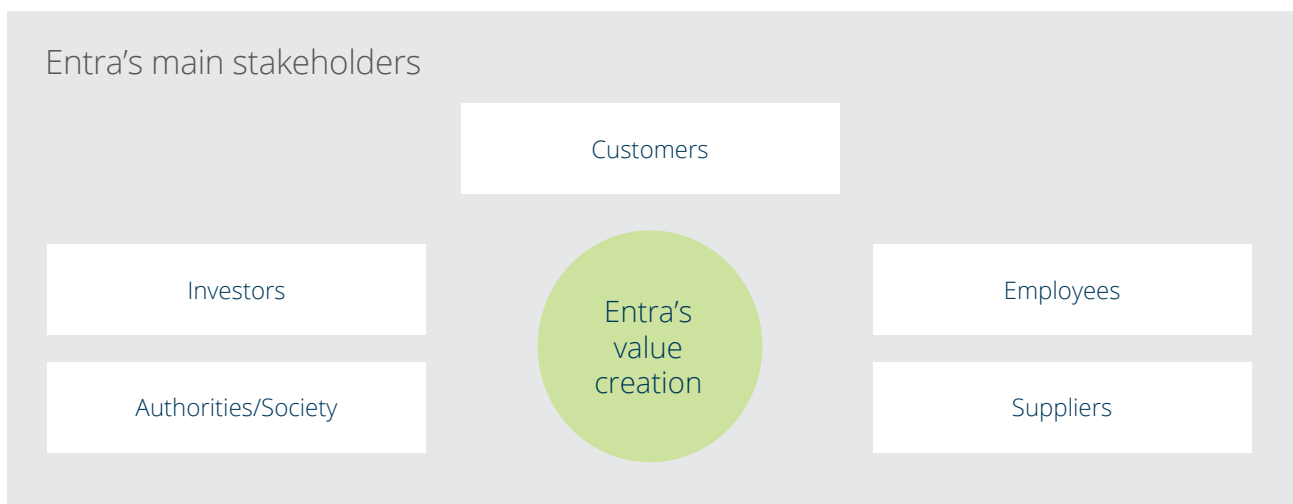 Entra’s main stakeholders
Customers
Investors
Employees
Entra’s
value
creation
Authorities/Society
Suppliers